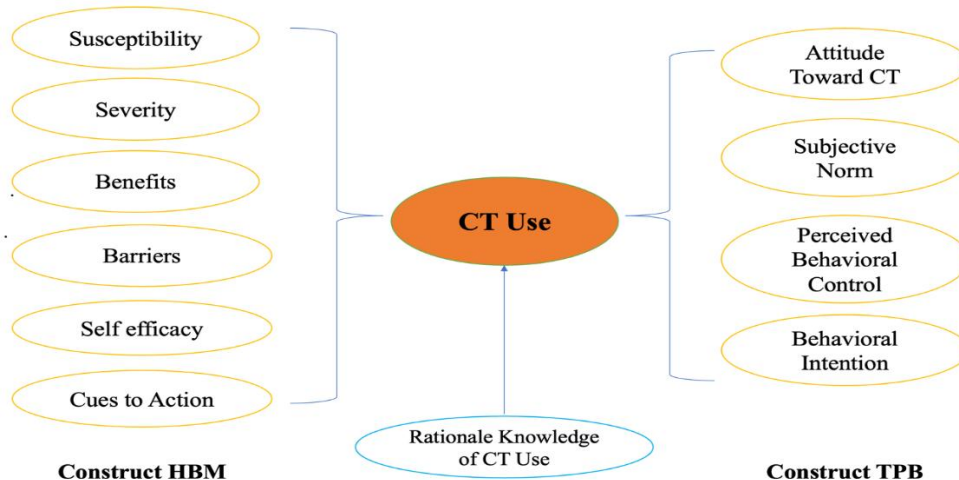 Susceptibility
Severity
Benefits
Barriers
Self efficacy
Cues to Action
Construct HBM
CT Use
Rationale Knowledge
of CT Use
Attitude
Toward CT
Subjective
Norm
Perceived
Behavioral
Control
Behavioral
Intention
Construct TPB